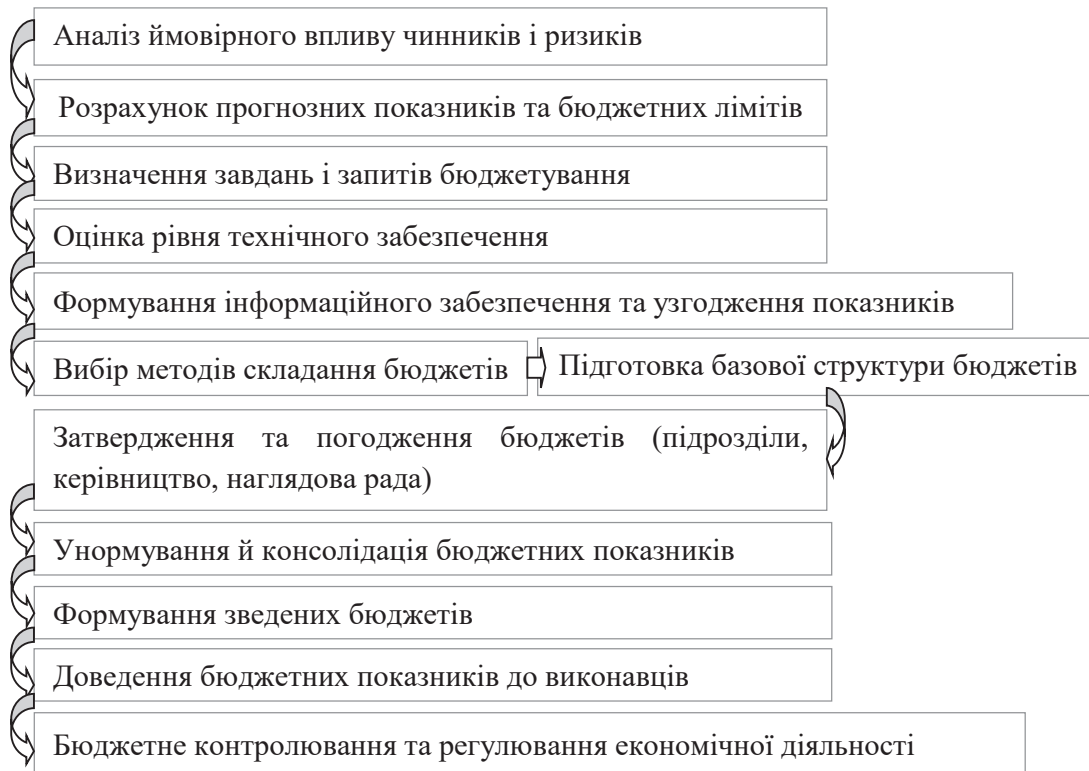 Аналіз ймовірного впливу чинників і ризиків
Розрахунок прогнозних показників та бюджетних лімітів
Визначення завдань і запитів бюджетування
Оцінка рівня технічного забезпечення
Формування інформаційного забезпечення та узгодження показників
Вибір методів складання бюджетів
Підготовка базової структури бюджетів
Затвердження та погодження бюджетів (підрозділи,
керівництво, наглядова рада)
Унормування й консолідація бюджетних показників
Формування зведених бюджетів
Доведення бюджетних показників до виконавців
Бюджетне контролювання та регулювання економічної діяльності